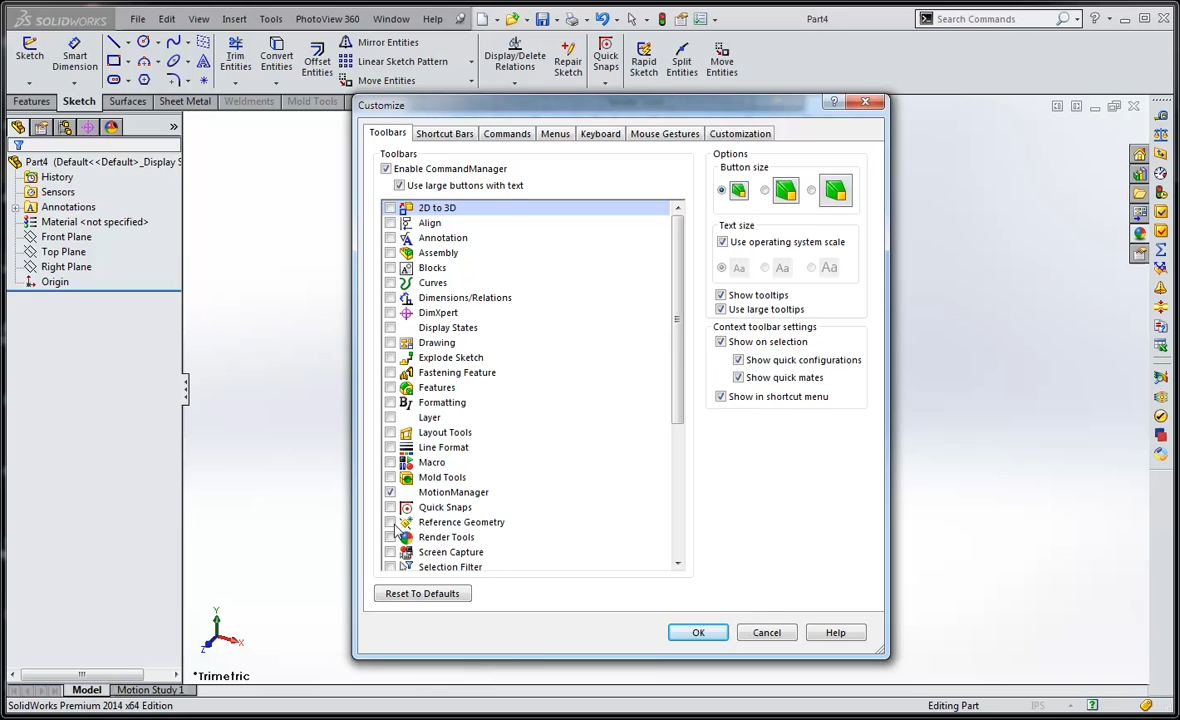 SOLIDWORKS File Edit View Insert Tools PhotoView 360 Window Help Part4 Search Commands
Sketch Smart Dimension Trim Entities Convert Entities Offset Entities Mirror Entities Linear Sketch Pattern Move Entities Display/Delete Relations Repair Sketch Quick Snaps Rapid Sketch Split Entities Move Entities
Features Sketch Surfaces Sheet Metal Weldments Mold Tools
Part4 (Default<<Default>_Display S
History
Sensors
Annotations
Material <not specified>
Front Plane
Top Plane
Right Plane
Origin
Customize
Toolbars Shortcut Bars Commands Menus Keyboard Mouse Gestures Customization
Toolbars
Enable CommandManager
Use large buttons with text
2D to 3D
Align
Annotation
Assembly
Blocks
Curves
Dimensions/Relations
DimXpert
Display States
Drawing
Explode Sketch
Fastening Feature
Features
Formatting
Layer
Layout Tools
Line Format
Macro
Mold Tools
MotionManager
Quick Snaps
Reference Geometry
Render Tools
Screen Capture
Selection Filter
Reset To Defaults
Options
Button size
Text size
Use operating system scale
Aa Aa Aa
Show tooltips
Use large tooltips
Context toolbar settings
Show on selection
Show quick configurations
Show quick mates
Show in shortcut menu
OK Cancel Help
Y
X
Z
*Trimetric
Model Motion Study 1
SolidWorks Premium 2014 x64 Edition Editing Part IPS